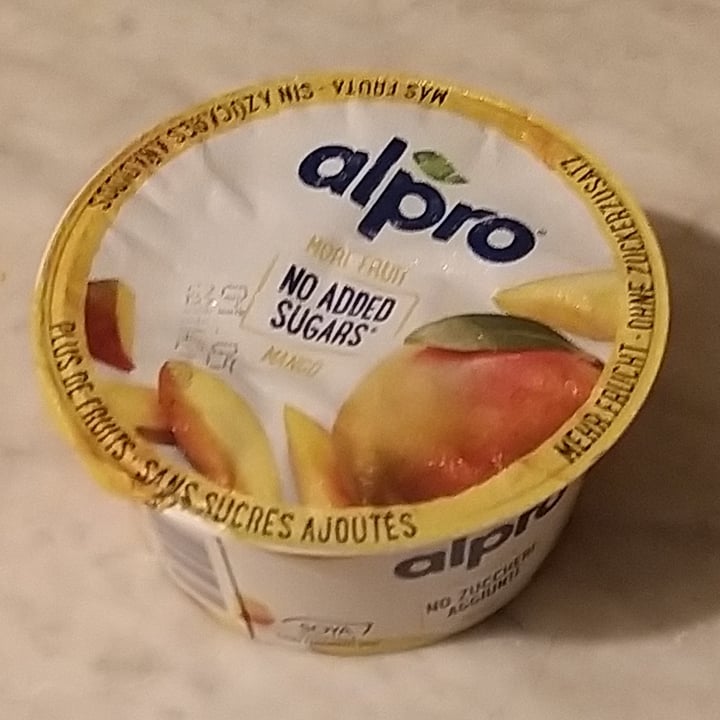 alpro
MORE FRUIT
NO ADDED
SUGARS*
MANGO
MÁS FRUTA · SIN AZÚCARES AÑADIDOS
MEHR FRUCHT · OHNE ZUCKERZUSATZ
PLUS DE FRUITS · SANS SUCRES AJOUTÉS
alpro
NO ZUCCHERI
AGGIUNTI
SOYA